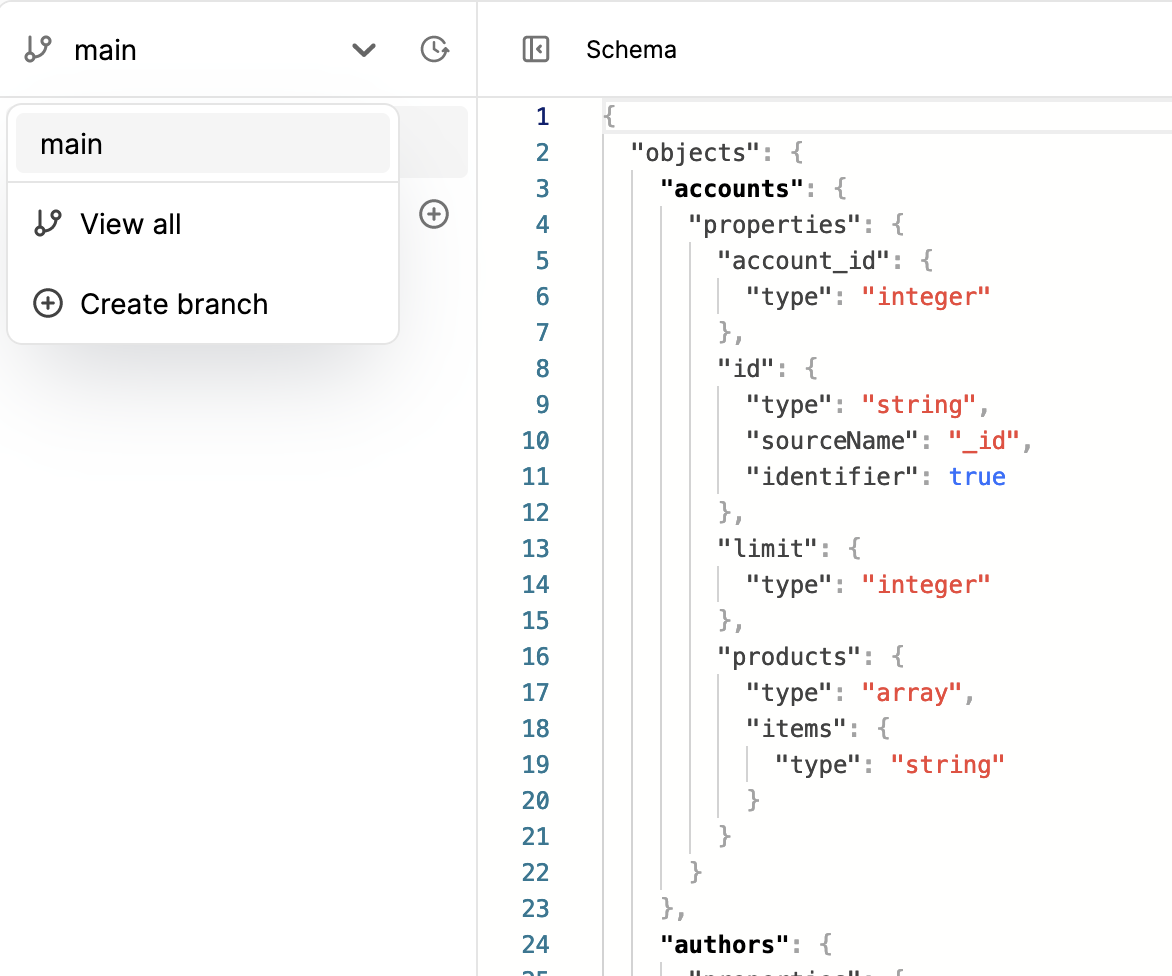 main
Schema
main
View all
Create branch
1 {
2 "objects": {
3 "accounts": {
4 "properties": {
5 "account_id": {
6 "type": "integer"
7 },
8 "id": {
9 "type": "string",
10 "sourceName": "_id",
11 "identifier": true
12 },
13 "limit": {
14 "type": "integer"
15 },
16 "products": {
17 "type": "array",
18 "items": {
19 "type": "string"
20 }
21 }
22 }
23 },
24 "authors": {
25 "properties": {